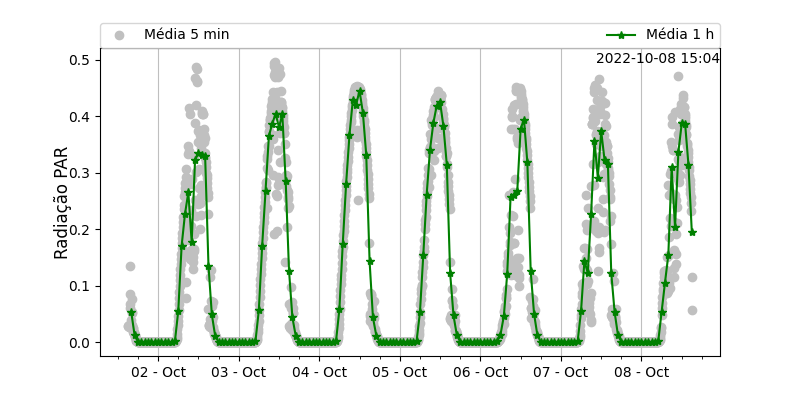 Média 5 min
Média 1 h
2022-10-08 15:04
0.5
0.4
0.3
0.2
0.1
0.0
Radiação PAR
02 - Oct
03 - Oct
04 - Oct
05 - Oct
06 - Oct
07 - Oct
08 - Oct